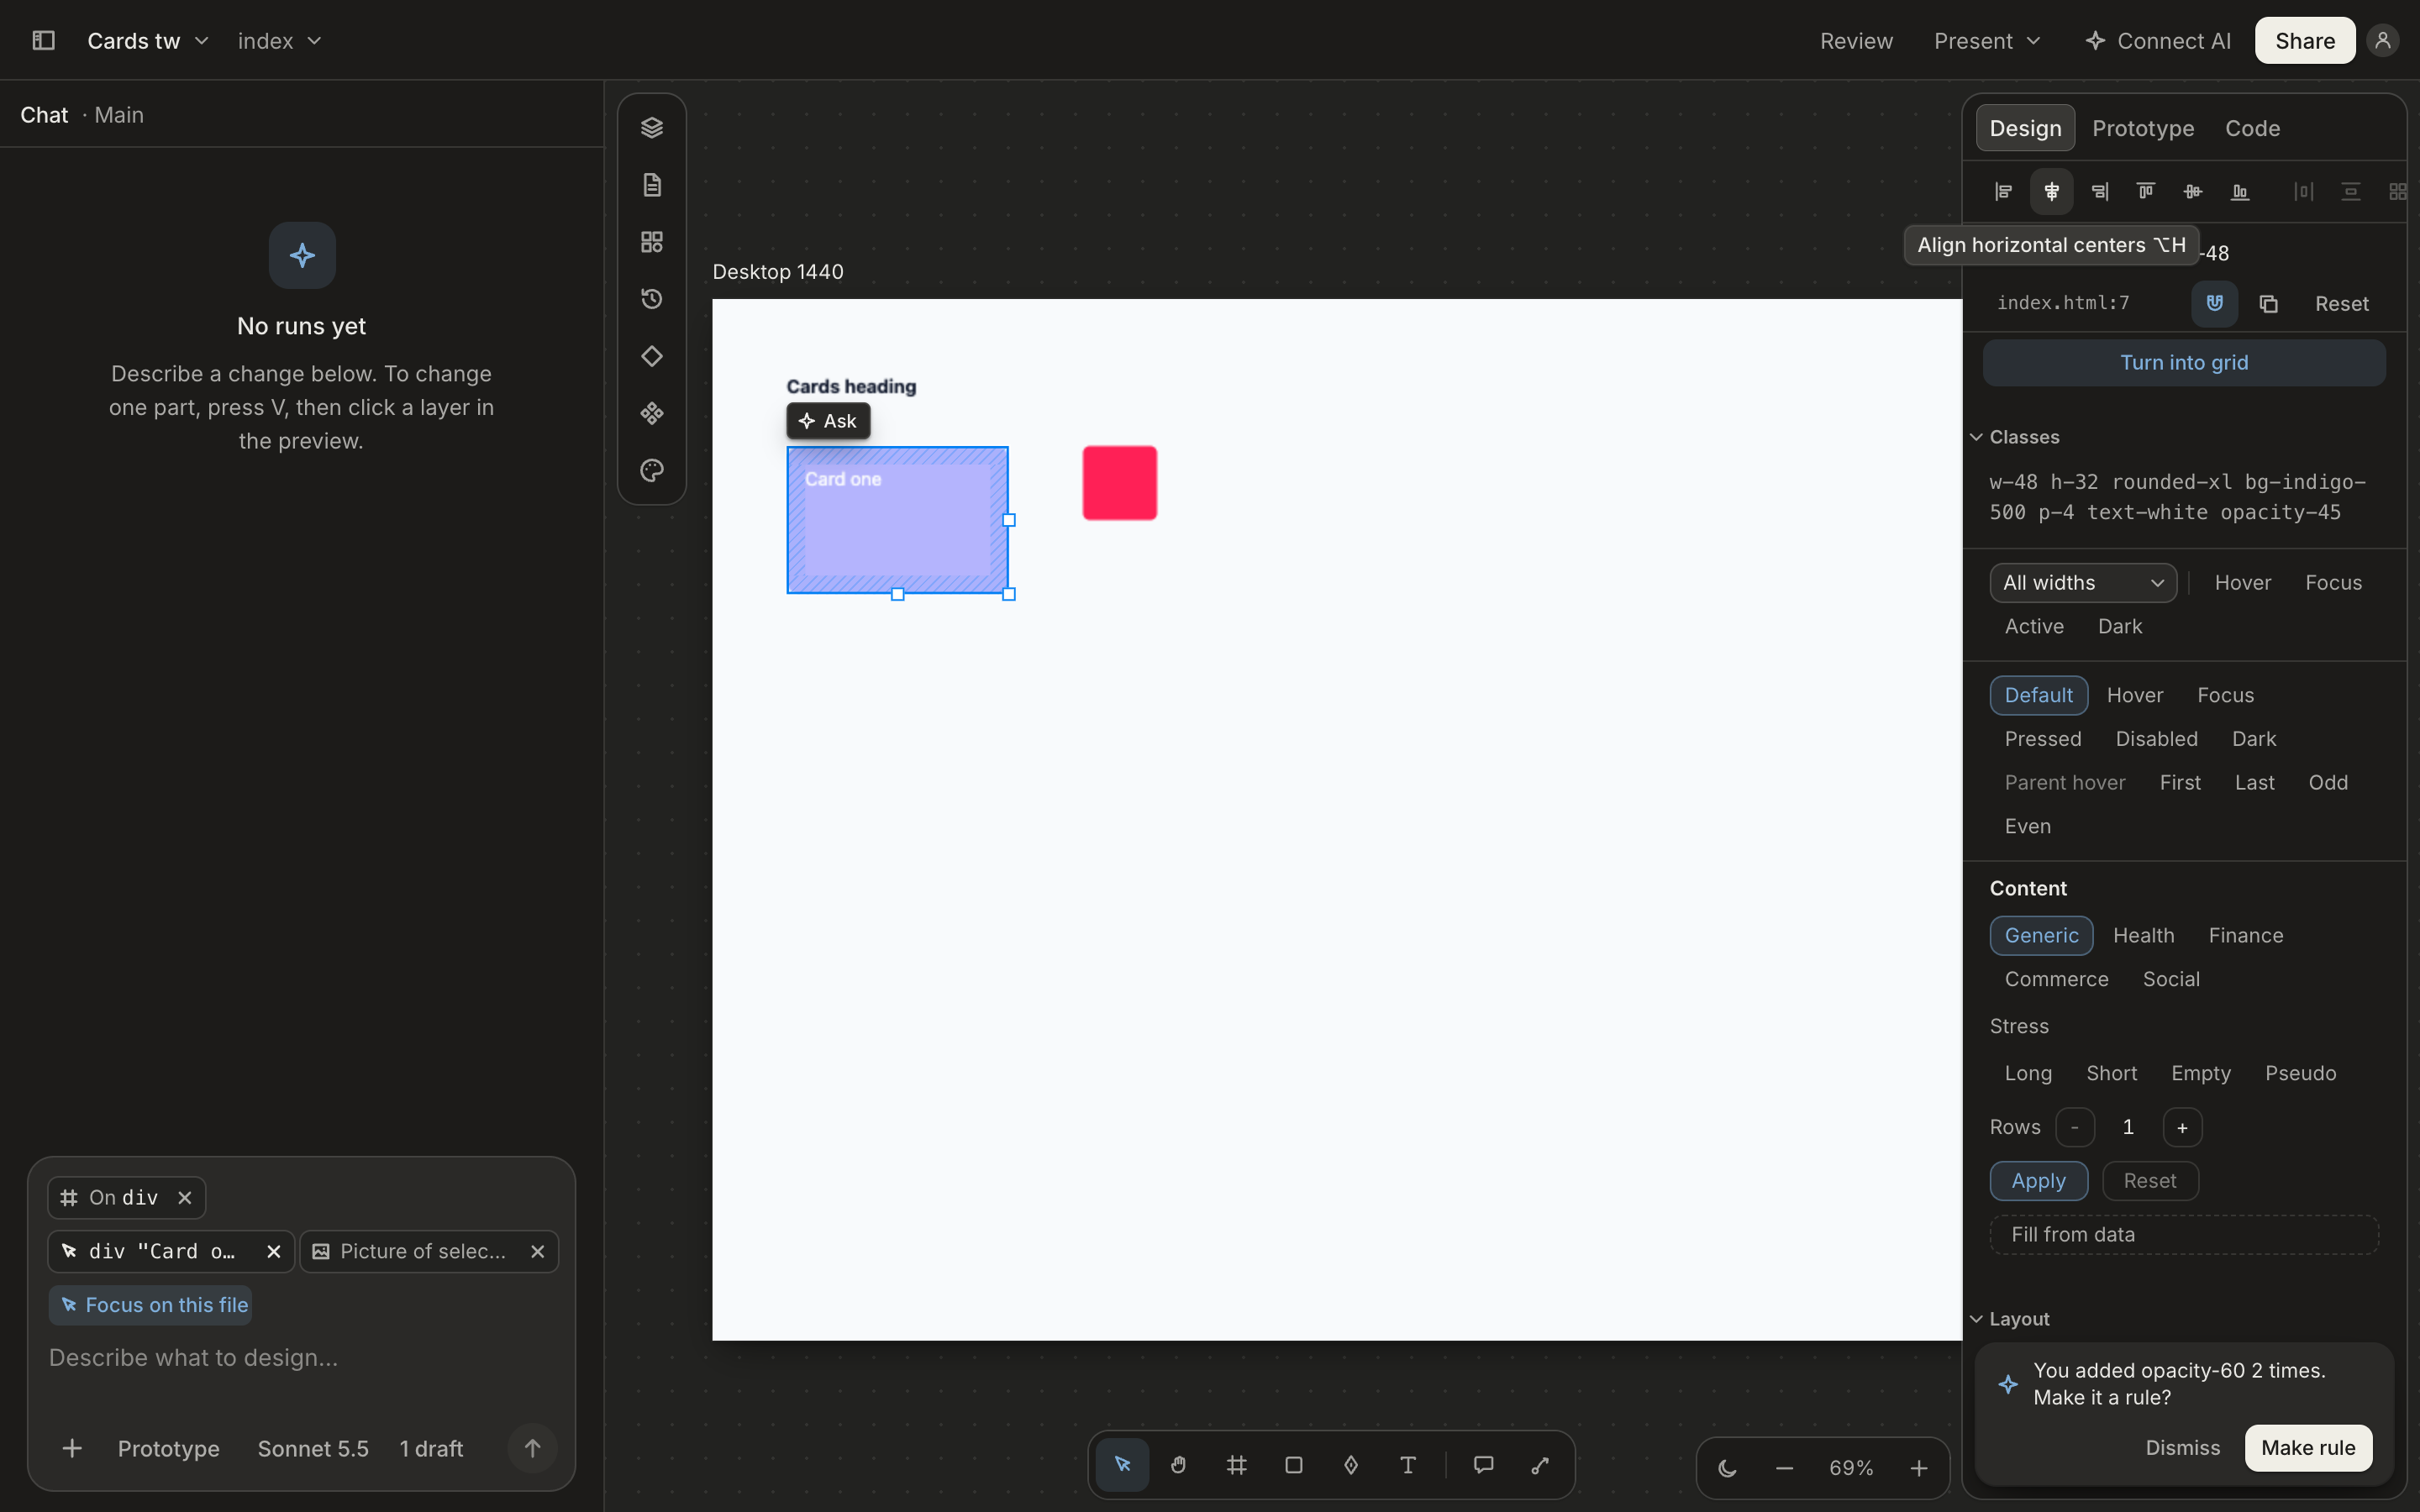 Cards tw
index
Review
Present
Connect AI
Share
Chat · Main
No runs yet
Describe a change below. To change
one part, press V, then click a layer in
the preview.
On div
div "Card o…
Picture of selec...
Focus on this file
Describe what to design...
Prototype
Sonnet 5.5
1 draft
Desktop 1440
Cards heading
Ask
Card one
69%
Design
Prototype
Code
Align horizontal centers ⌥H
-48
index.html:7
Reset
Turn into grid
Classes
w-48 h-32 rounded-xl bg-indigo-
500 p-4 text-white opacity-45
All widths
Hover
Focus
Active
Dark
Default
Hover
Focus
Pressed
Disabled
Dark
Parent hover
First
Last
Odd
Even
Content
Generic
Health
Finance
Commerce
Social
Stress
Long
Short
Empty
Pseudo
Rows - 1 +
Apply
Reset
Fill from data
Layout
You added opacity-60 2 times.
Make it a rule?
Dismiss
Make rule